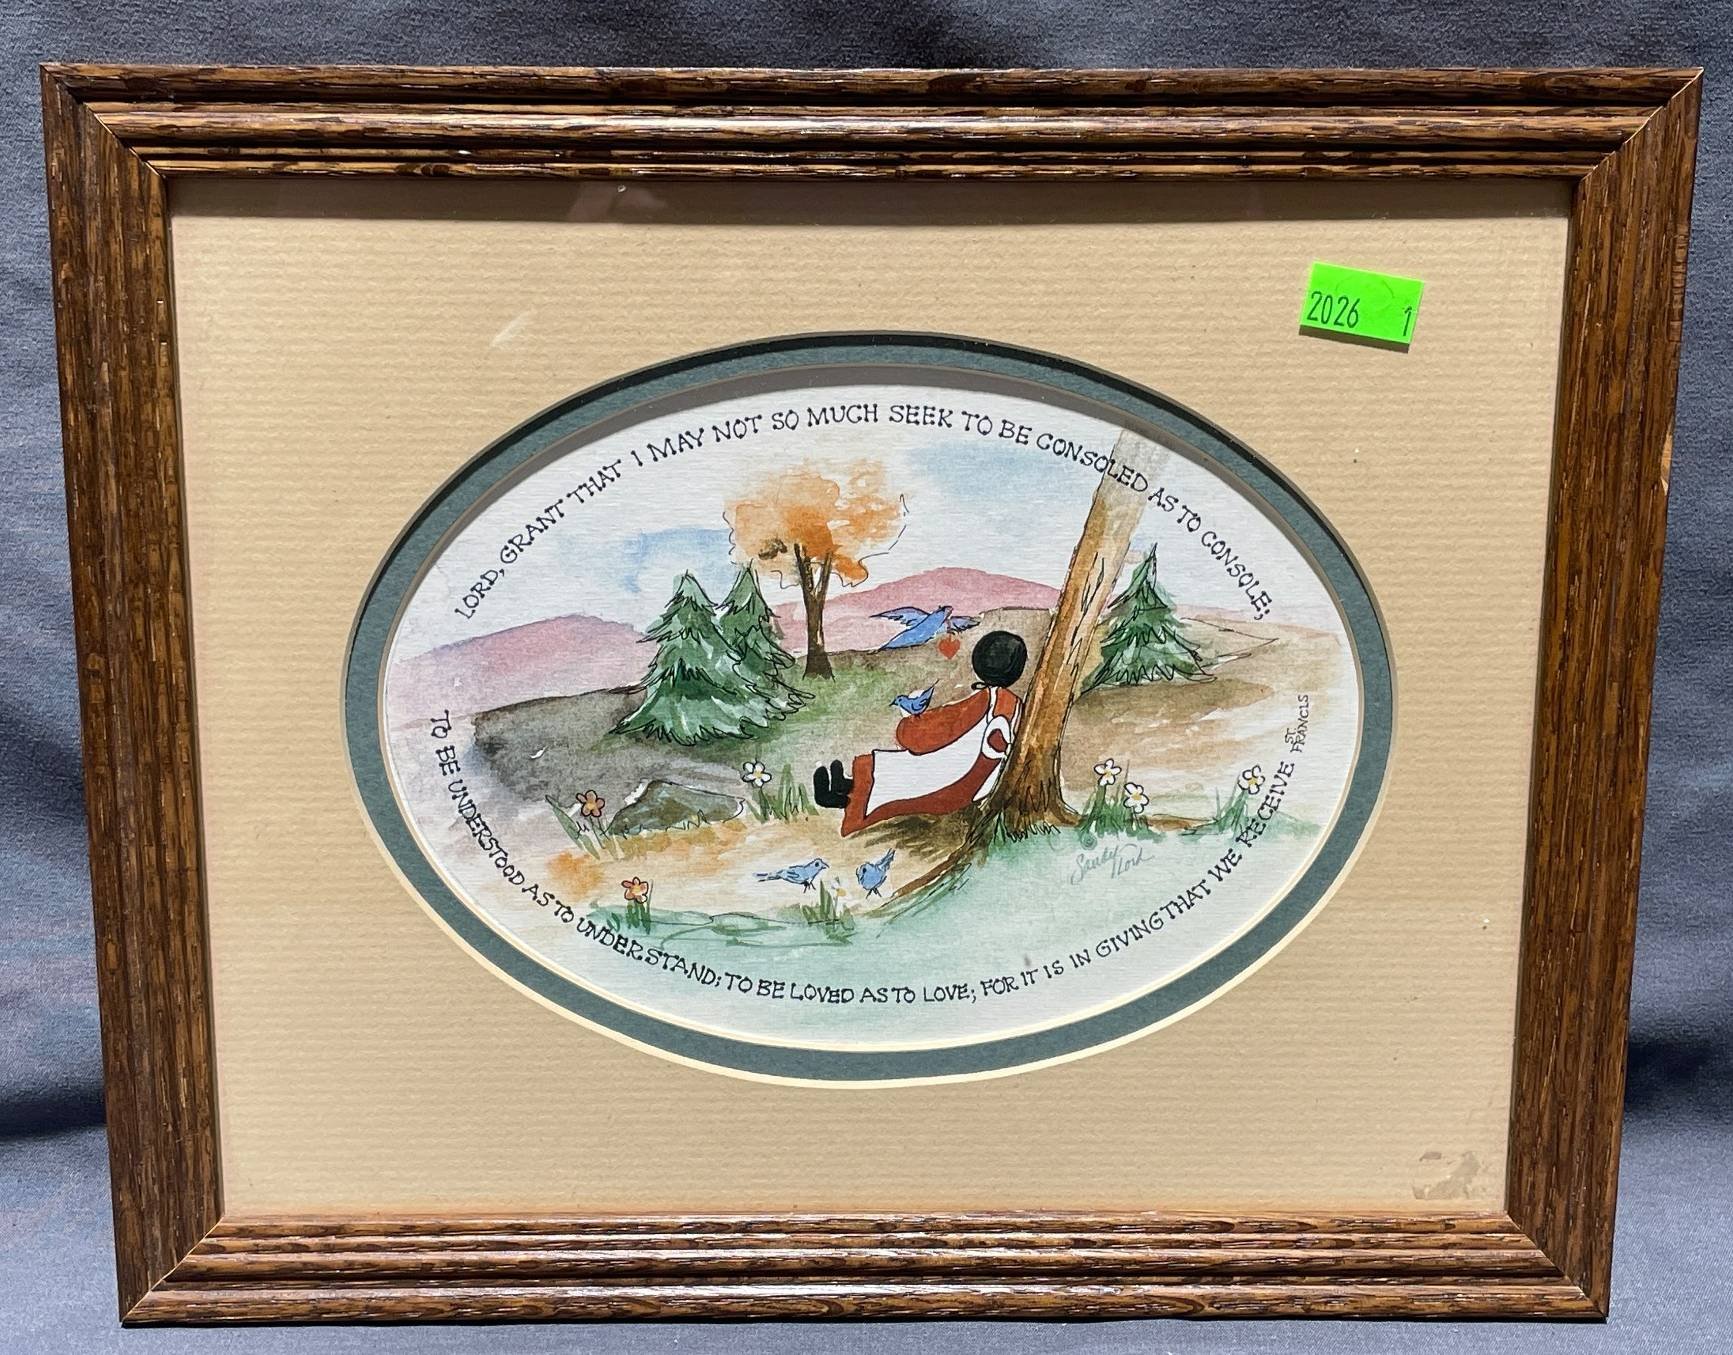 2026 1
LORD, GRANT THAT I MAY NOT SO MUCH SEEK TO BE CONSOLED AS TO CONSOLE;
TO BE UNDERSTOOD AS TO UNDERSTAND; TO BE LOVED AS TO LOVE; FOR IT IS IN GIVING THAT WE RECEIVE
ST. FRANCIS
Sandy